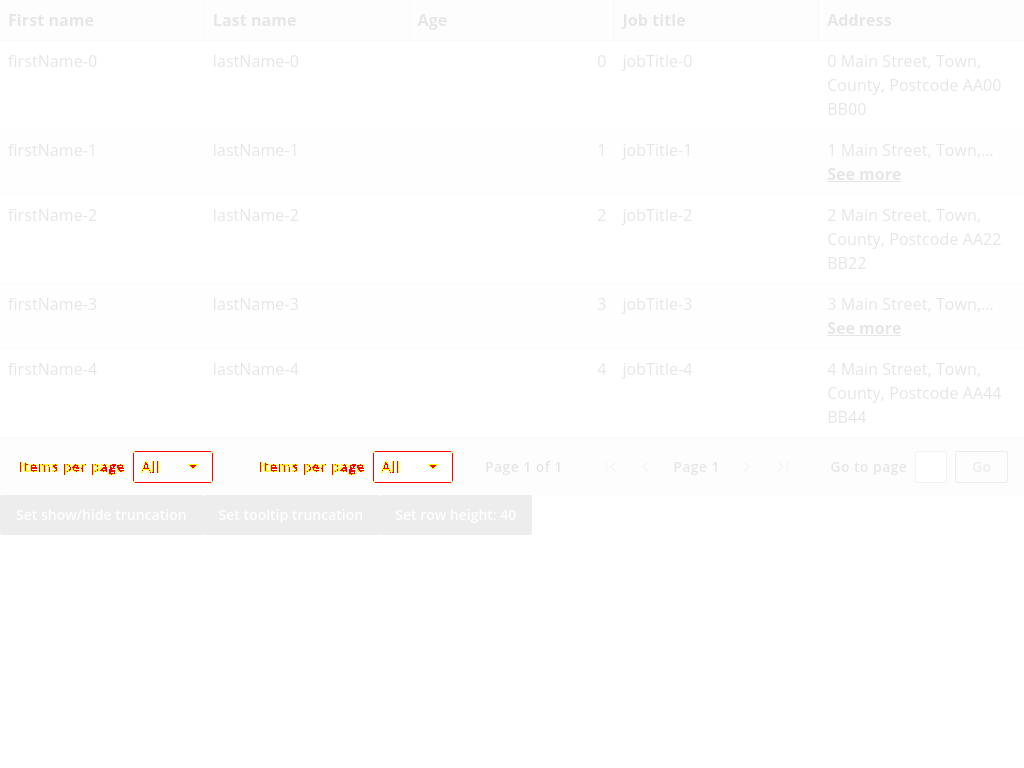 First name Last name Age Job title Address
firstName-0 lastName-0 0 jobTitle-0 0 Main Street, Town,
County, Postcode AA00
BB00
firstName-1 lastName-1 1 jobTitle-1 1 Main Street, Town,...
See more
firstName-2 lastName-2 2 jobTitle-2 2 Main Street, Town,
County, Postcode AA22
BB22
firstName-3 lastName-3 3 jobTitle-3 3 Main Street, Town,...
See more
firstName-4 lastName-4 4 jobTitle-4 4 Main Street, Town,
County, Postcode AA44
BB44
Items per page All Items per page All Page 1 of 1 Page 1 Go to page Go
Set show/hide truncation Set tooltip truncation Set row height: 40